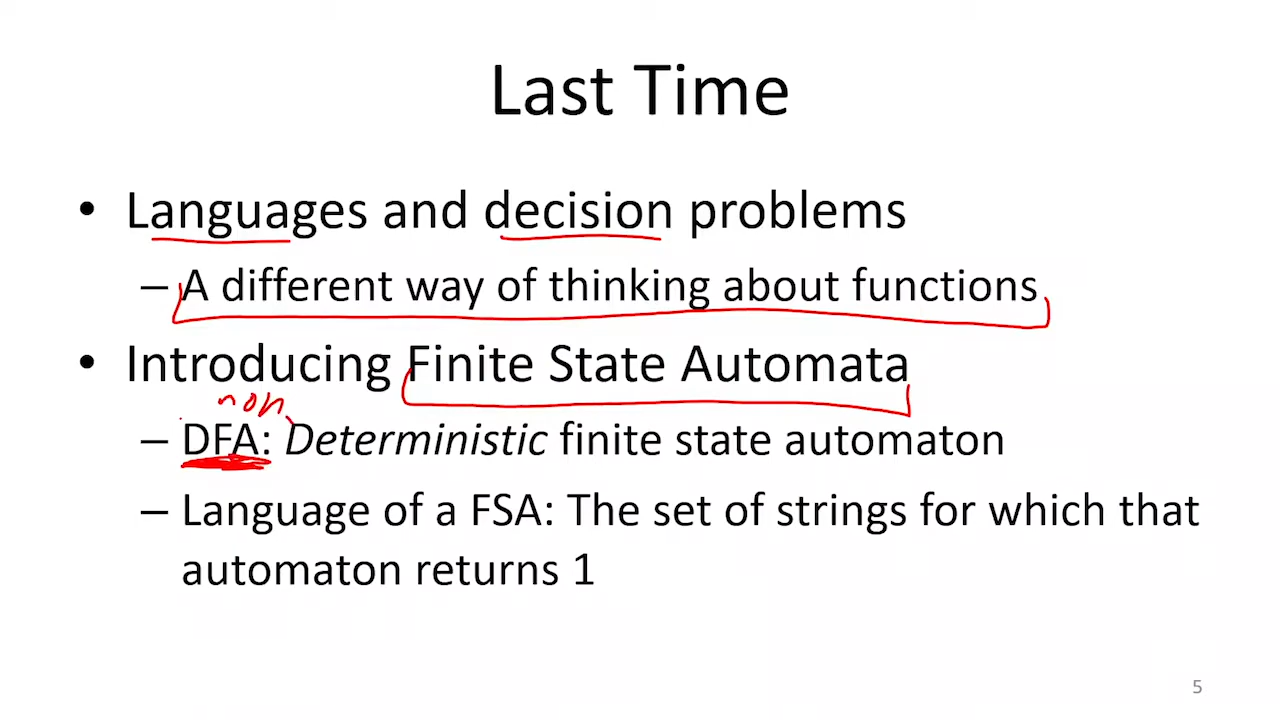 Last Time
• Languages and decision problems
– A different way of thinking about functions
• Introducing Finite State Automata
non
– DFA: Deterministic finite state automaton
– Language of a FSA: The set of strings for which that
automaton returns 1
5